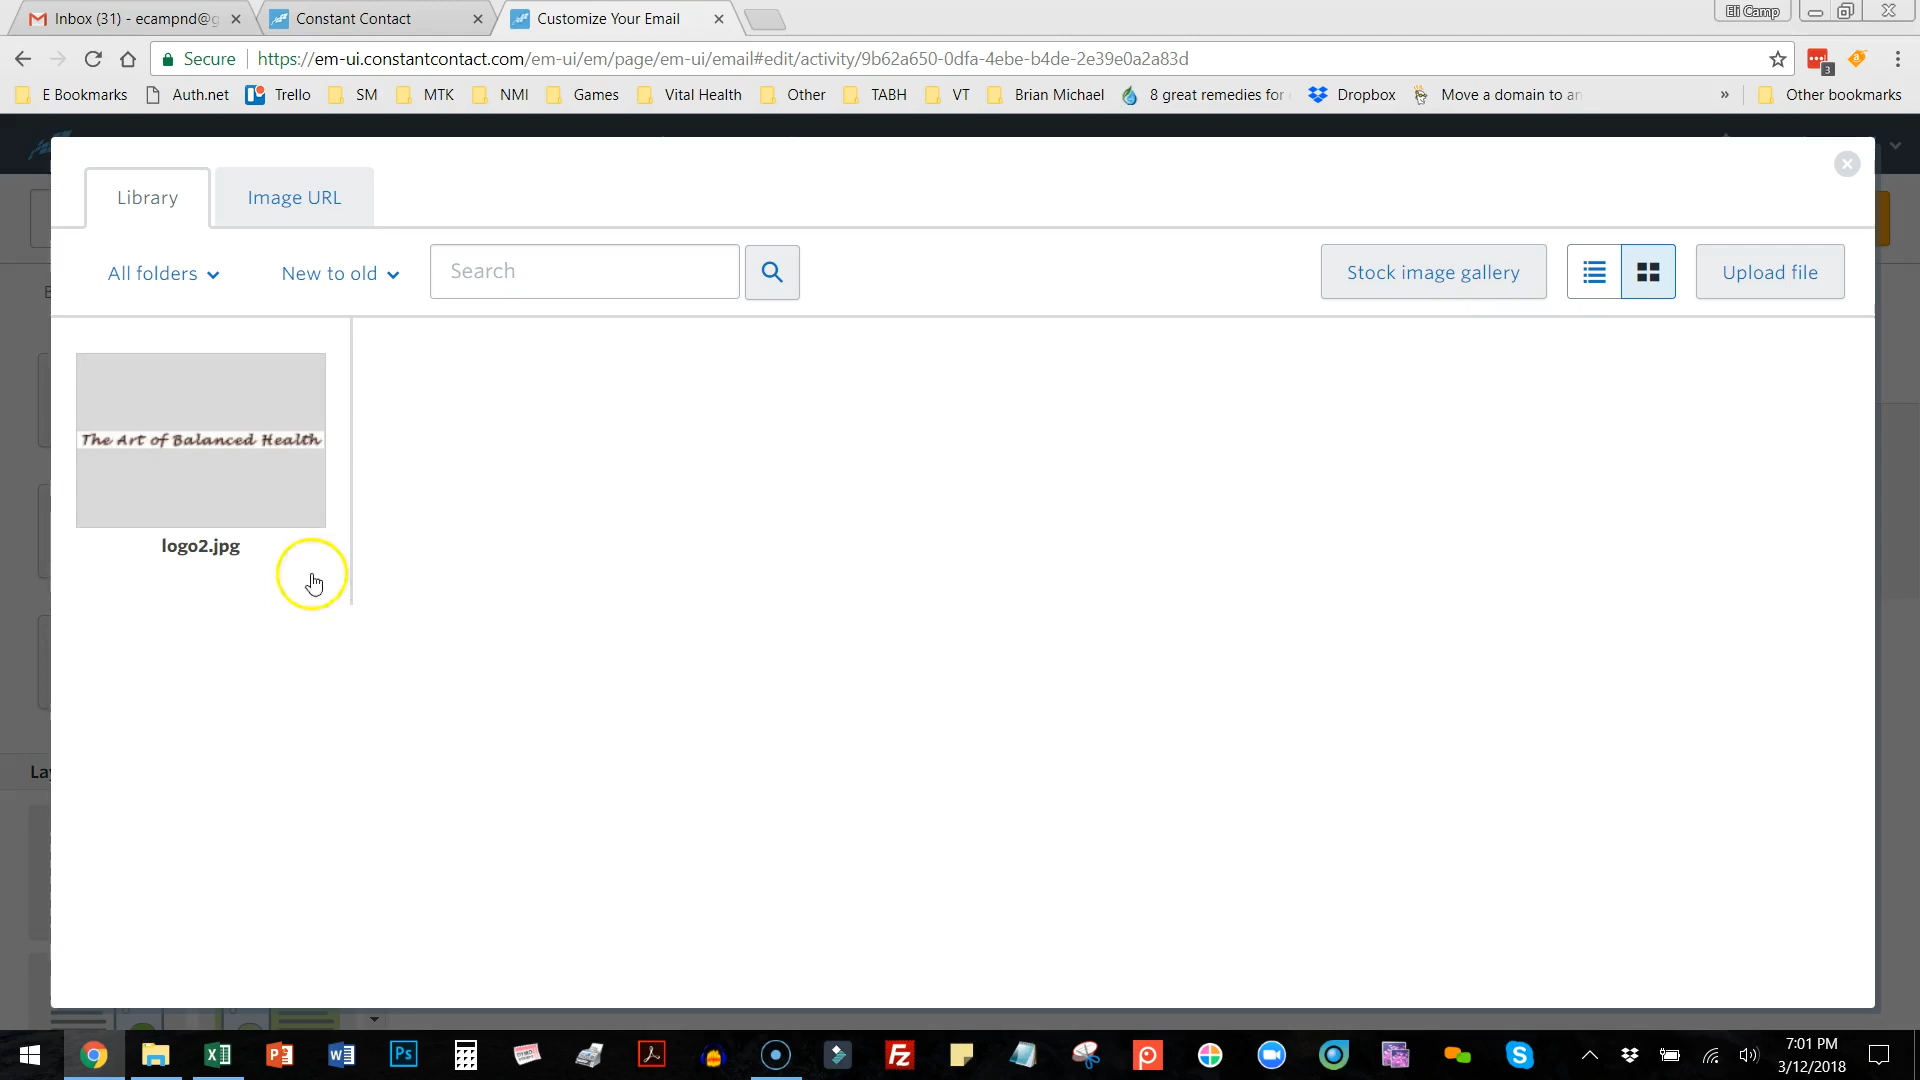 Inbox (31) - ecampnd@g
Constant Contact
Customize Your Email
Eli Camp
Secure
https://em-ui.constantcontact.com/em-ui/em/page/em-ui/email#edit/activity/9b62a650-0dfa-4ebe-b4de-2e39e0a2a83d
3
E Bookmarks
Auth.net
Trello
SM
MTK
NMI
Games
Vital Health
Other
TABH
VT
Brian Michael
8 great remedies for
Dropbox
Move a domain to an
»
Other bookmarks
Library
Image URL
All folders
New to old
Search
Stock image gallery
Upload file
The Art of Balanced Health
logo2.jpg
Lay
7:01 PM
3/12/2018